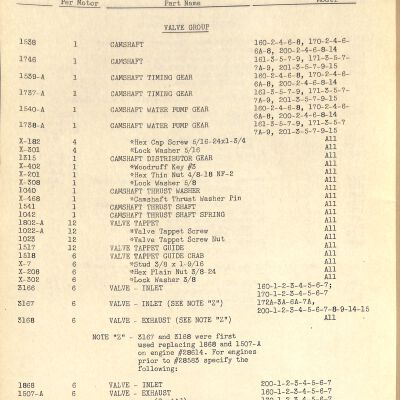 Per Motor Part Name Model
VALVE GROUP
1538 1 CAMSHAFT 160-2-4-6-8, 170-2-4-6-
6A-8, 200-2-4-6-8-14
1746 1 CAMSHAFT 161-3-5-7-9, 171-3-5-7-
7A-9, 201-3-5-7-9-15
1539-A 1 CAMSHAFT TIMING GEAR 160-2-4-6-8, 170-2-4-6-
6A-8, 200-2-4-6-8-14
1737-A 1 CAMSHAFT TIMING GEAR 161-3-5-7-9, 171-3-5-7-
7A-9, 201-3-5-7-9-15
1540-A 1 CAMSHAFT WATER PUMP GEAR 160-2-4-6-8, 170-2-4-6-
6A-8, 200-2-4-6-8-14
1738-A 1 CAMSHAFT WATER PUMP GEAR 161-3-5-7-9, 171-3-5-7
7A-9, 201-3-5-7-9-15
X-182 4 *Hex Cap Screw 5/16-24x1-3/4 All
X-301 4 *Lock Washer 5/16 All
1315 1 CAMSHAFT DISTRIBUTOR GEAR All
X-402 1 *Woodruff Key #3 All
X-201 1 *Hex Thin Nut 4/8-18 NF-2 All
X-308 1 *Lock Washer 5/8 All
1040 1 CAMSHAFT THRUST WASHER All
X-468 1 *Camshaft Thrust Washer Pin All
1541 1 CAMSHAFT THRUST SHAFT All
1042 1 CAMSHAFT THRUST SHAFT SPRING All
1802-A 12 VALVE TAPPET All
1022-A 12 *Valve Tappet Screw All
1023 12 *Valve Tappet Screw Nut All
1517 12 VALVE TAPPET GUIDE All
1518 6 VALVE TAPPET GUIDE CRAB All
X-7 6 *Stud 3/8 x 1-9/16 All
X-208 6 *Hex Plain Nut 3/8-24 All
X-302 6 *Lock Washer 3/8 All
3166 6 VALVE - INLET 160-1-2-3-4-5-6-7;
170-1-2-3-4-5-6-7
3167 6 VALVE - INLET (SEE NOTE "Z") 172A-3A-6A-7A,
200-1-2-3-4-5-6-7-8-9-14-15
3168 6 VALVE - EXHAUST (SEE NOTE "Z") All
NOTE "Z" - 3167 and 3168 were first
used replacing 1868 and 1507-A
on engine #28614. For engines
prior to #28583 specify the
following:
1868 6 VALVE - INLET 200-1-2-3-4-5-6-7
1507-A 6 VALVE - EXHAUST 160-1-2-3-4-5-6-7